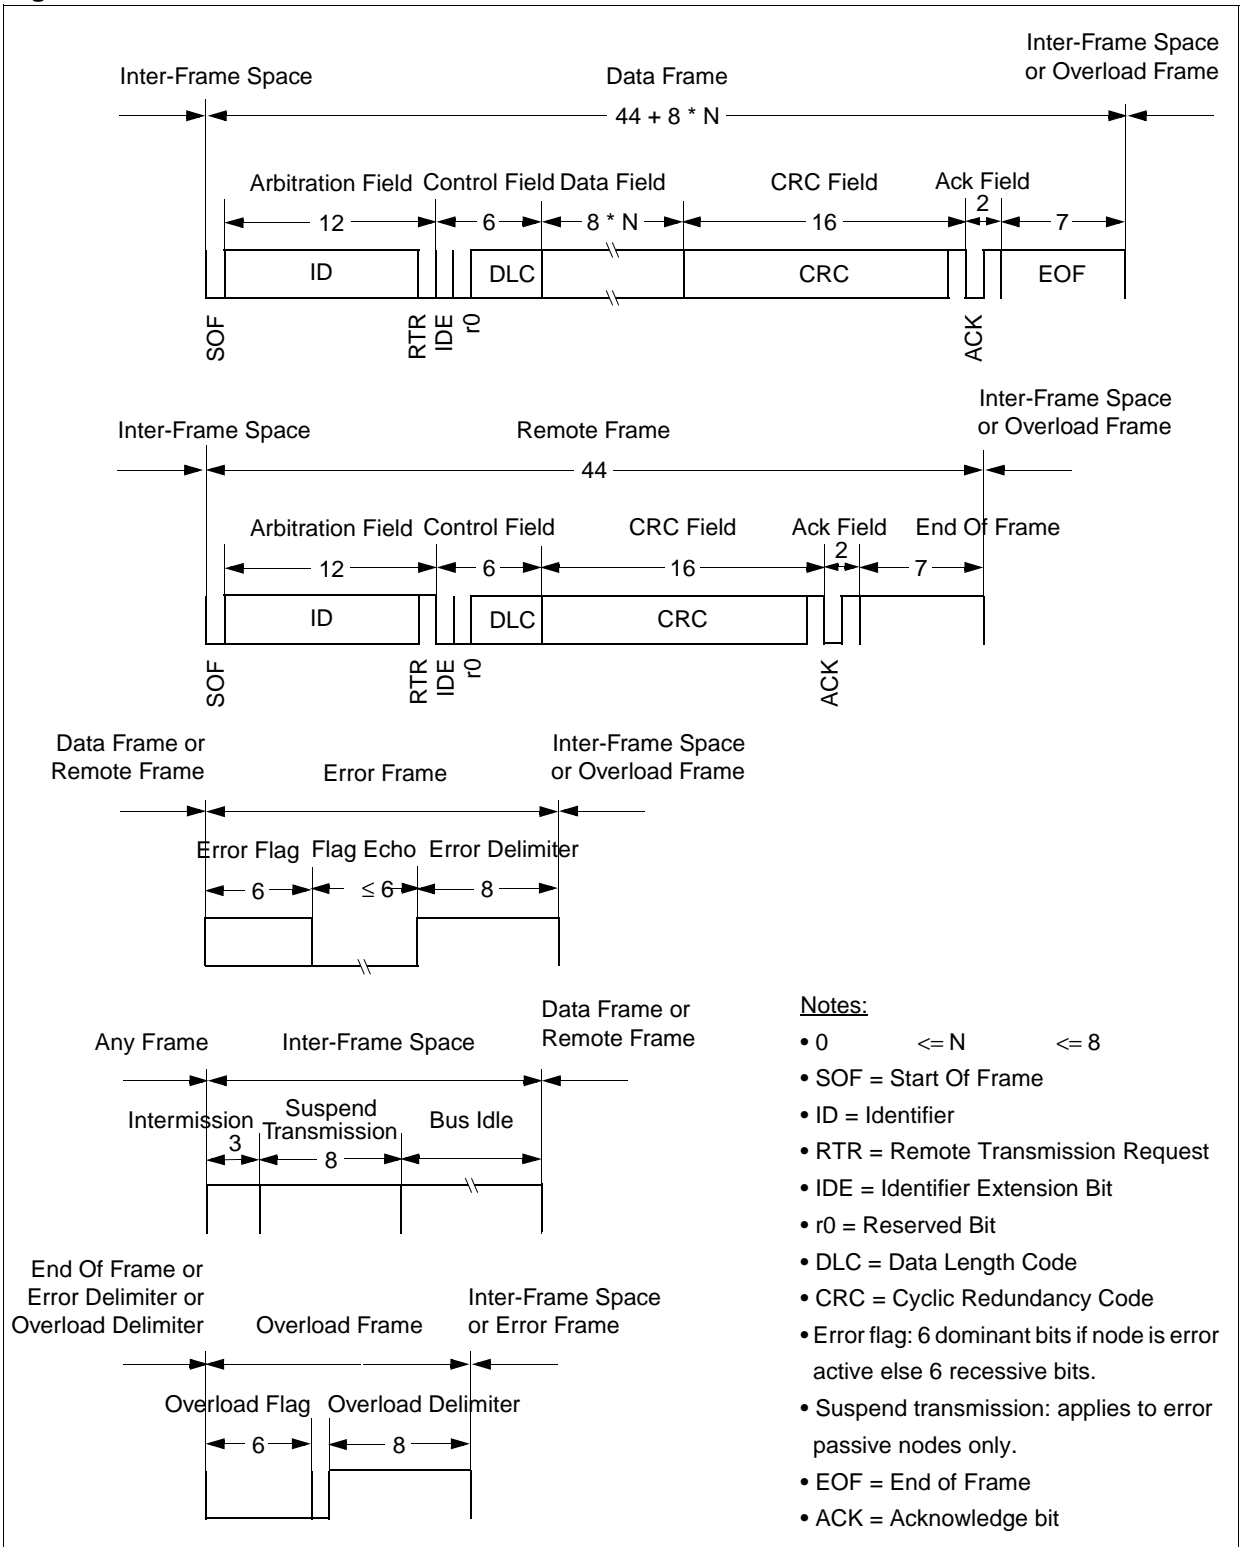 Inter-Frame Space
Data Frame
Inter-Frame Space
or Overload Frame
44 + 8 * N
Arbitration Field
Control Field
Data Field
CRC Field
Ack Field
12
6
8 * N
16
2
7
ID
DLC
CRC
EOF
SOF
RTR
IDE
r0
ACK
Inter-Frame Space
Remote Frame
Inter-Frame Space
or Overload Frame
44
Arbitration Field
Control Field
CRC Field
Ack Field
End Of Frame
12
6
16
2
7
ID
DLC
CRC
SOF
RTR
IDE
r0
ACK
Data Frame or
Remote Frame
Error Frame
Inter-Frame Space
or Overload Frame
Error Flag
Flag Echo
Error Delimiter
6
≤ 6
8
Any Frame
Inter-Frame Space
Data Frame or
Remote Frame
Intermission
Suspend
Transmission
Bus Idle
3
8
End Of Frame or
Error Delimiter or
Overload Delimiter
Overload Frame
Inter-Frame Space
or Error Frame
Overload Flag
Overload Delimiter
6
8
Notes:
• 0 <= N <= 8
• SOF = Start Of Frame
• ID = Identifier
• RTR = Remote Transmission Request
• IDE = Identifier Extension Bit
• r0 = Reserved Bit
• DLC = Data Length Code
• CRC = Cyclic Redundancy Code
• Error flag: 6 dominant bits if node is error
active else 6 recessive bits.
• Suspend transmission: applies to error
passive nodes only.
• EOF = End of Frame
• ACK = Acknowledge bit